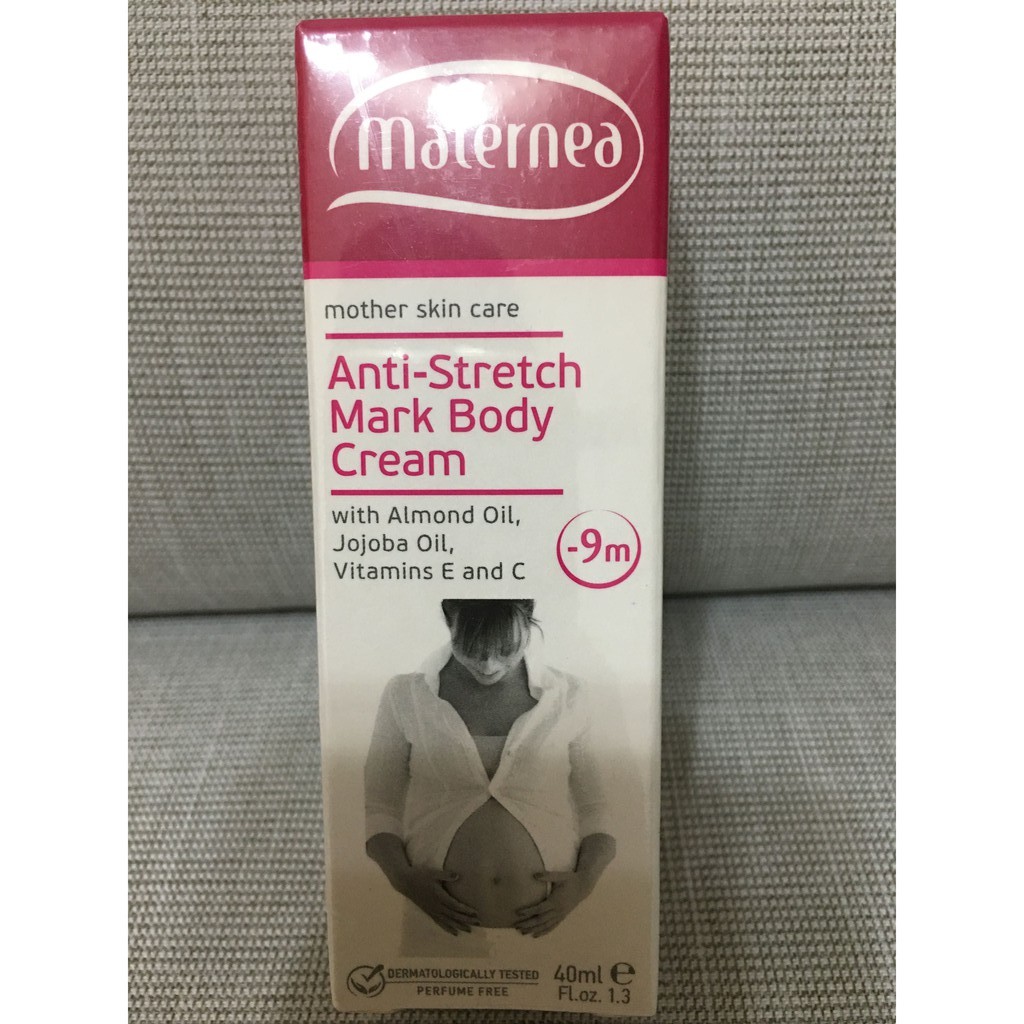 maternea
mother skin care
Anti-Stretch
Mark Body
Cream
with Almond Oil,
Jojoba Oil,
Vitamins E and C
-9m
DERMATOLOGICALLY TESTED
PERFUME FREE
40ml e
Fl.oz. 1.3